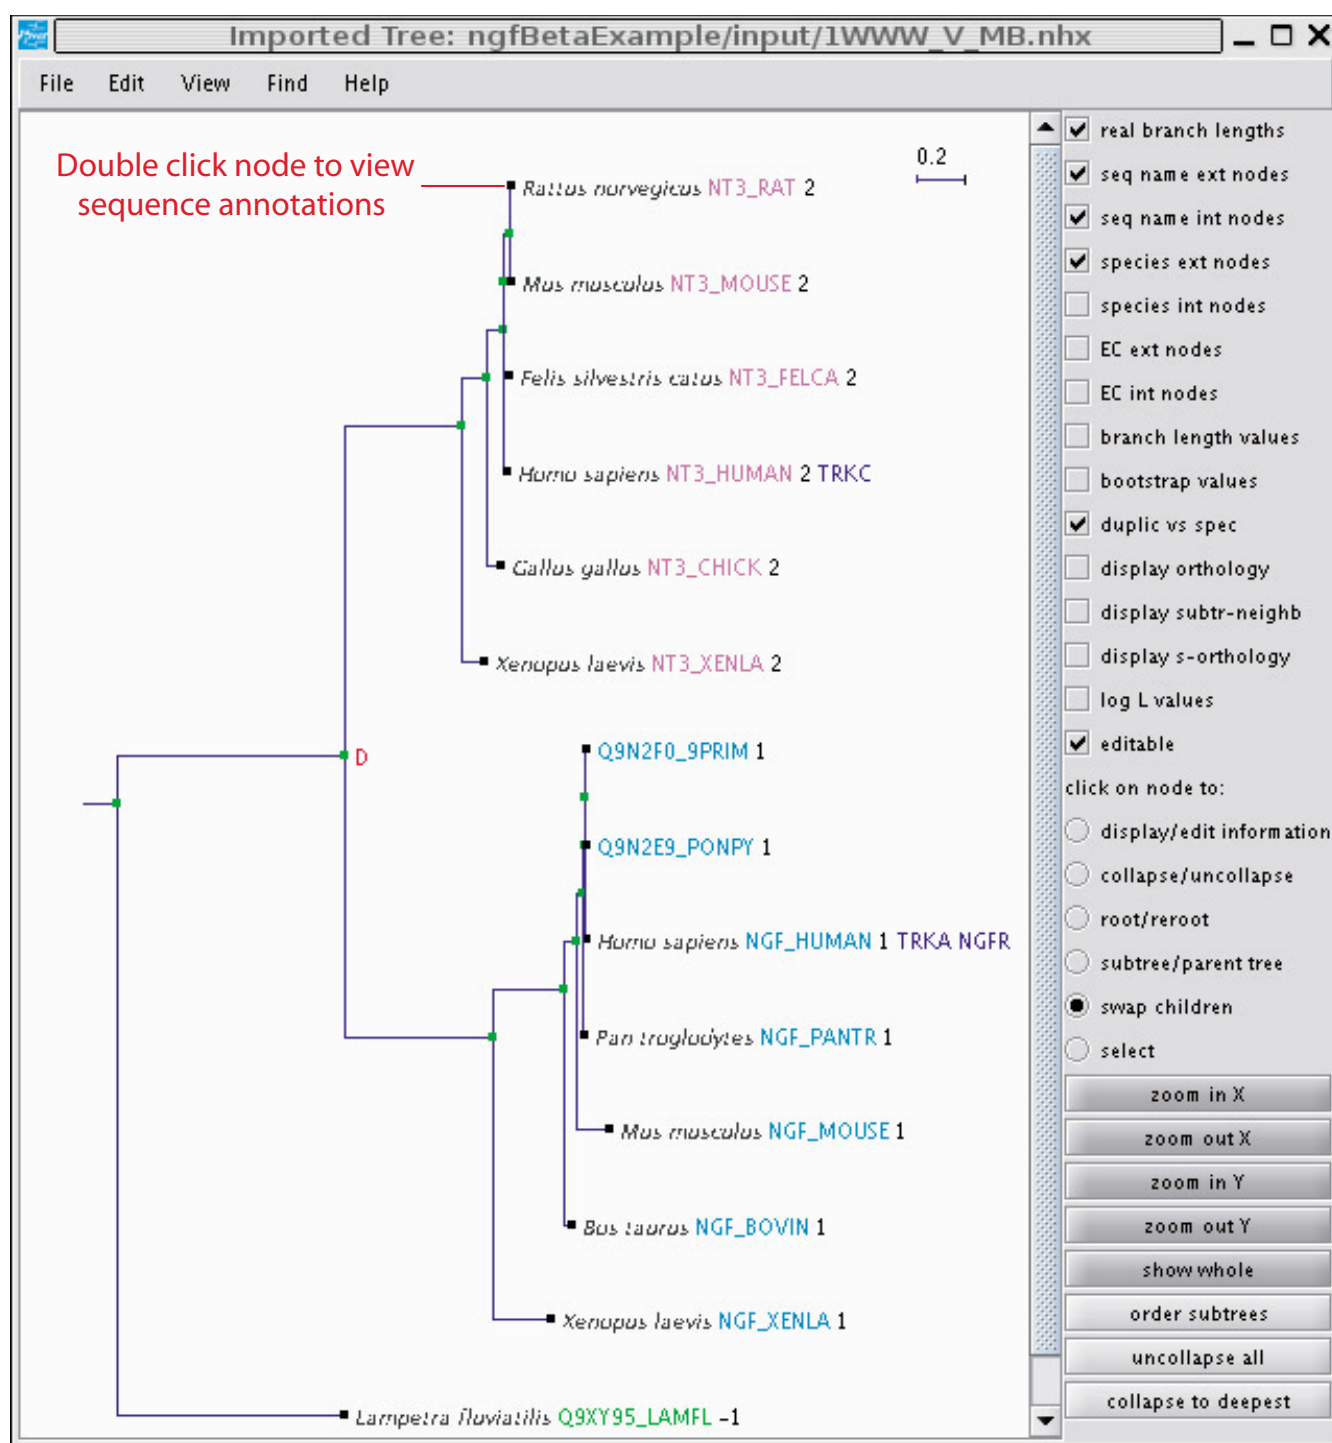 Imported Tree: ngfBetaExample/input/1WWW_V_MB.nhx
File Edit View Find Help
Double click node to view
sequence annotations
0.2
Rattus norvegicus NT3_RAT 2
Mus musculus NT3_MOUSE 2
Felis silvestris catus NT3_FELCA 2
Homo sapiens NT3_HUMAN 2 TRKC
Gallus gallus NT3_CHICK 2
Xenopus laevis NT3_XENLA 2
D
Q9N2F0_9PRIM 1
Q9N2E9_PONPY 1
Homo sapiens NGF_HUMAN 1 TRKA NGFR
Pan troglodytes NGF_PANTR 1
Mus musculus NGF_MOUSE 1
Bos taurus NGF_BOVIN 1
Xenopus laevis NGF_XENLA 1
Lampetra fluviatilis Q9XY95_LAMFL -1
real branch lengths
seq name ext nodes
seq name int nodes
species ext nodes
species int nodes
EC ext nodes
EC int nodes
branch length values
bootstrap values
duplic vs spec
display orthology
display subtr-neighb
display s-orthology
log L values
editable
click on node to:
display/edit information
collapse/uncollapse
root/reroot
subtree/parent tree
swap children
select
zoom in X
zoom out X
zoom in Y
zoom out Y
show whole
order subtrees
uncollapse all
collapse to deepest